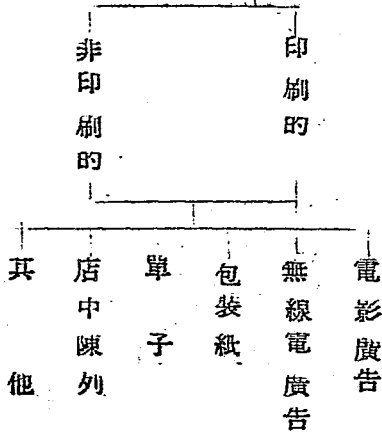 印刷的
非印刷的
電影廣告
無線電廣告
包裝紙
單子
店中陳列
其他